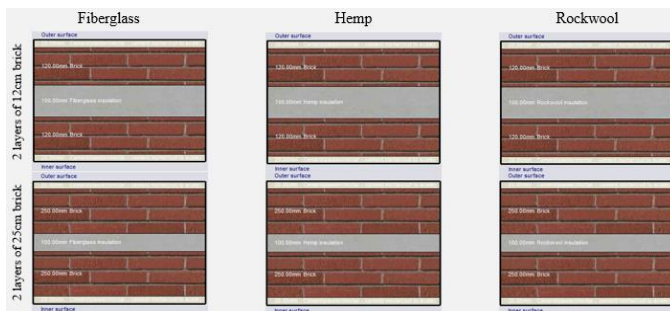 Fiberglass
Hemp
Rockwool
2 layers of 12cm brick
Outer surface
120.00mm Brick
100.00mm Fiberglass insulation
120.00mm Brick
Inner surface
Outer surface
120.00mm Brick
100.00mm Hemp insulation
120.00mm Brick
Inner surface
Outer surface
120.00mm Brick
100.00mm Rockwool insulation
120.00mm Brick
Inner surface
2 layers of 25cm brick
Outer surface
250.00mm Brick
100.00mm Fiberglass insulation
250.00mm Brick
Inner surface
Outer surface
250.00mm Brick
100.00mm Hemp insulation
250.00mm Brick
Inner surface
Outer surface
250.00mm Brick
100.00mm Rockwool insulation
250.00mm Brick
Inner surface